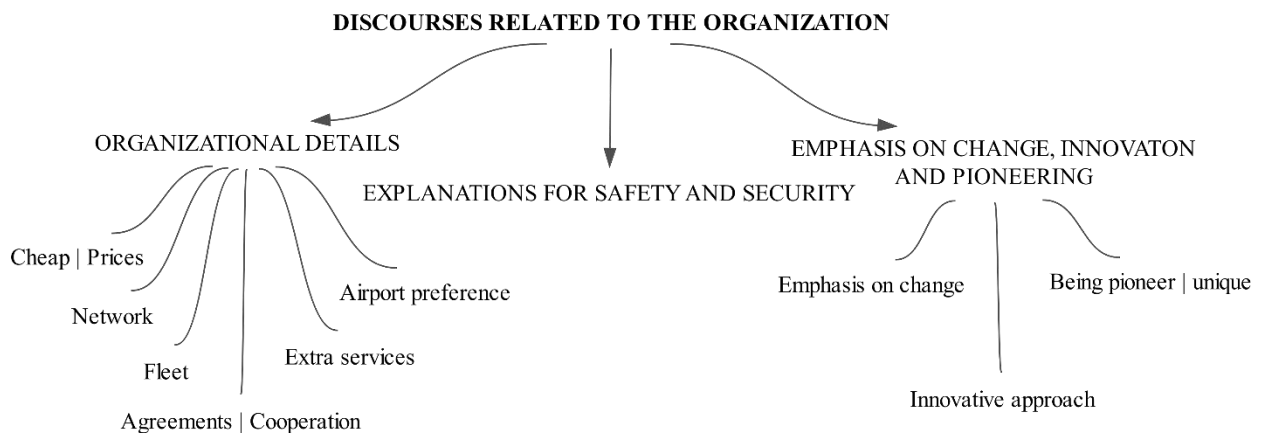 DISCOURSES RELATED TO THE ORGANIZATION
ORGANIZATIONAL DETAILS
EXPLANATIONS FOR SAFETY AND SECURITY
EMPHASIS ON CHANGE, INNOVATON
AND PIONEERING
Cheap | Prices
Network
Fleet
Agreements | Cooperation
Extra services
Airport preference
Emphasis on change
Innovative approach
Being pioneer | unique